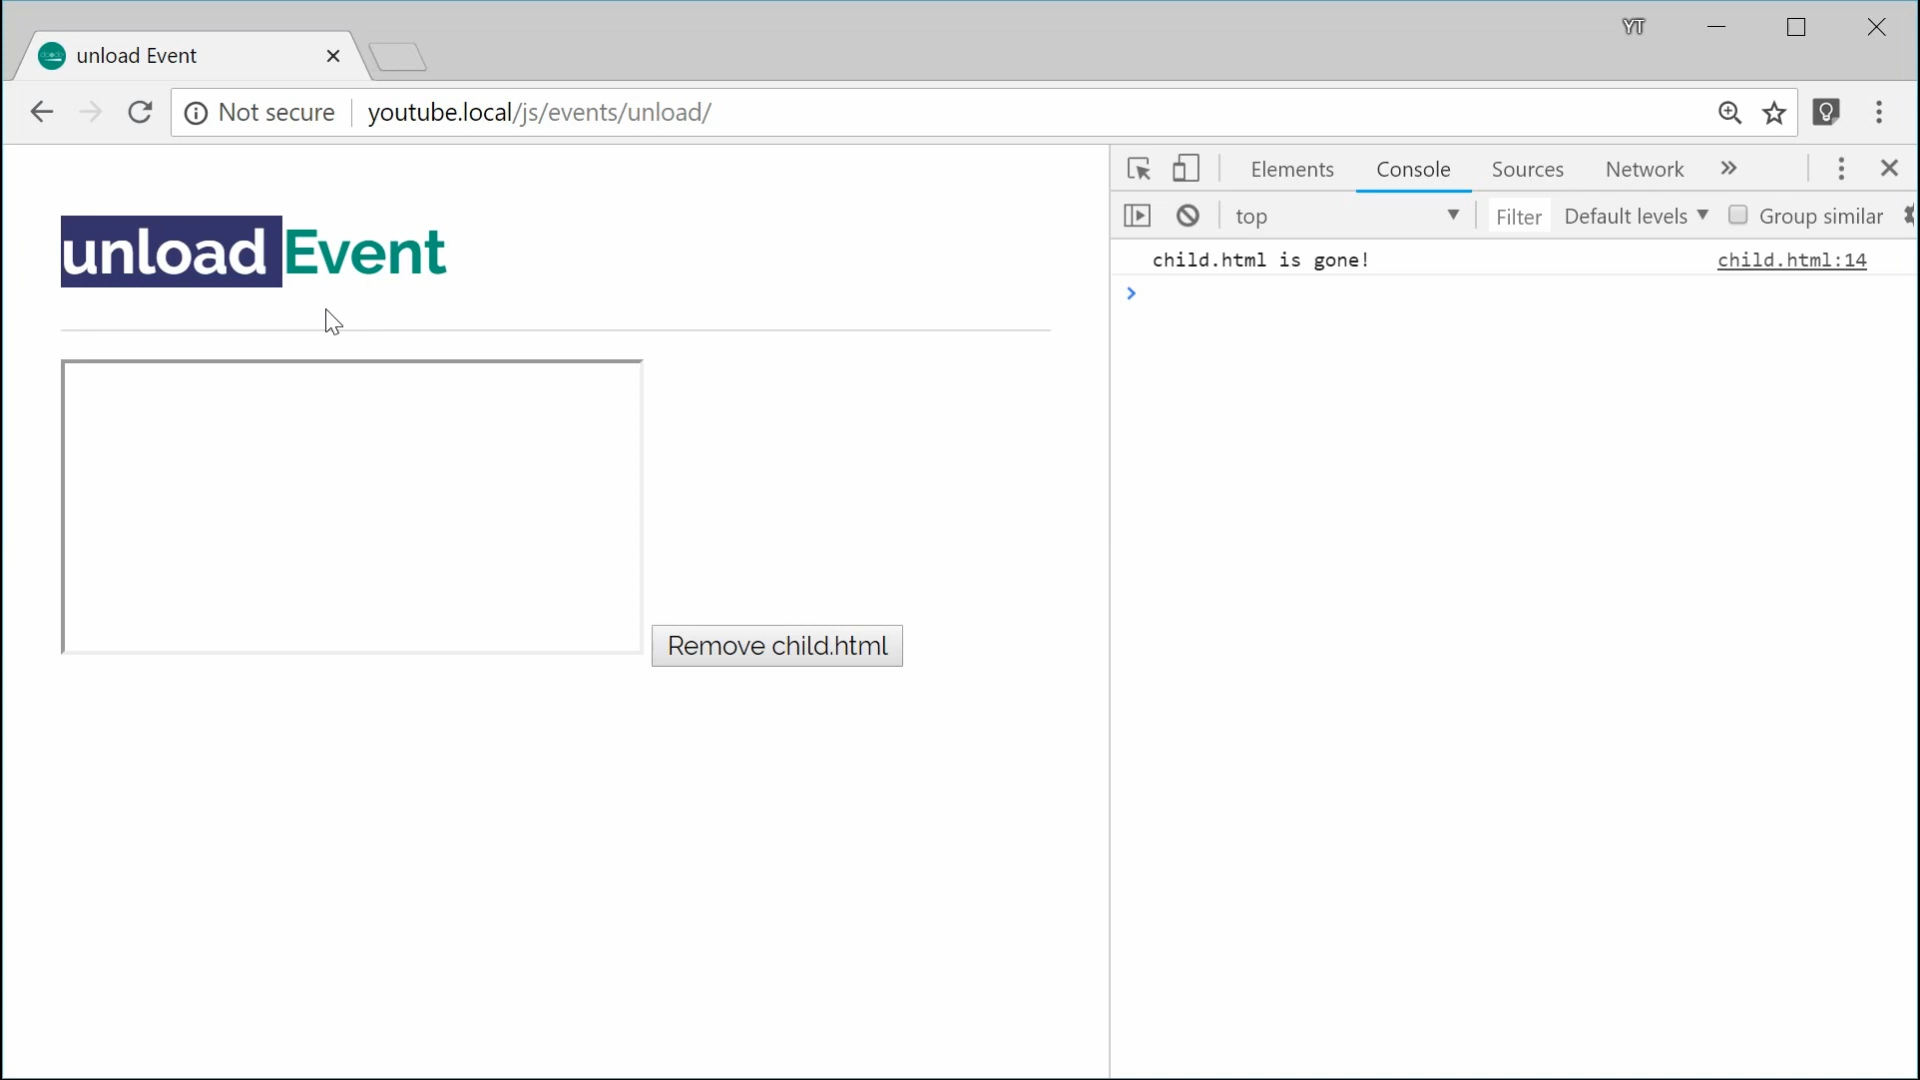 YT
unload Event
Not secure youtube.local/js/events/unload/
Elements Console Sources Network
top Filter Default levels Group similar
unload Event
child.html is gone! child.html:14
Remove child.html